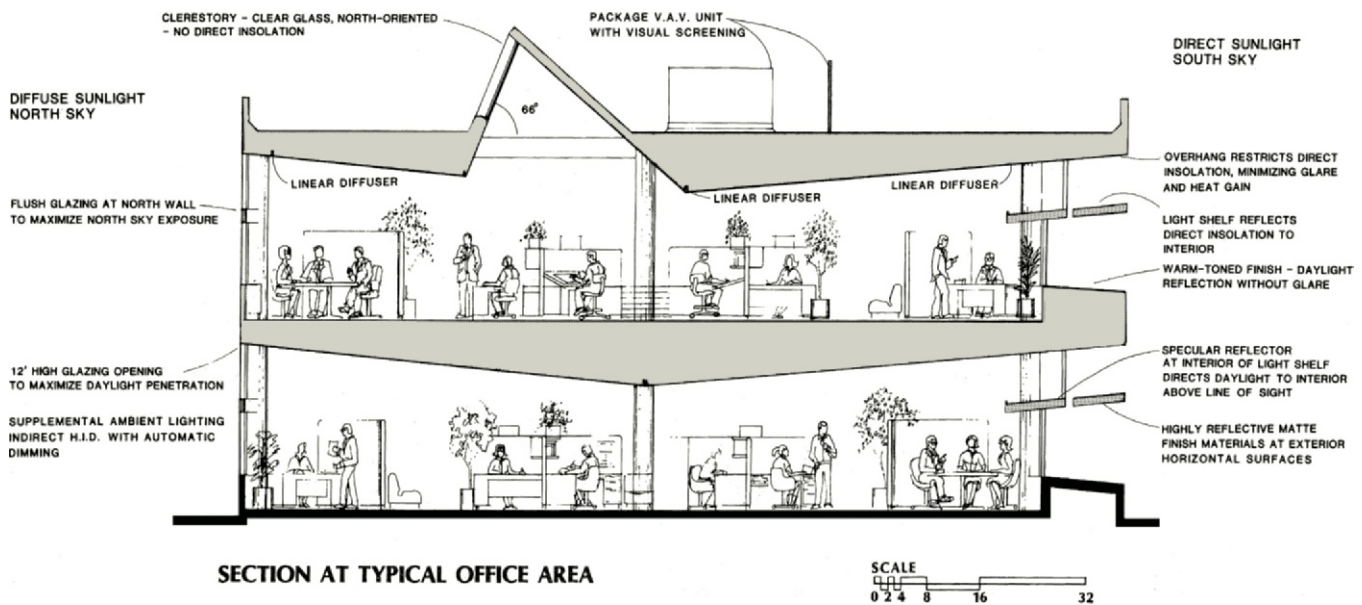 CLERESTORY – CLEAR GLASS, NORTH-ORIENTED
– NO DIRECT INSOLATION
PACKAGE V.A.V. UNIT
WITH VISUAL SCREENING
DIRECT SUNLIGHT
SOUTH SKY
DIFFUSE SUNLIGHT
NORTH SKY
66°
LINEAR DIFFUSER
LINEAR DIFFUSER
LINEAR DIFFUSER
FLUSH GLAZING AT NORTH WALL
TO MAXIMIZE NORTH SKY EXPOSURE
OVERHANG RESTRICTS DIRECT
INSOLATION, MINIMIZING GLARE
AND HEAT GAIN
LIGHT SHELF REFLECTS
DIRECT INSOLATION TO
INTERIOR
WARM-TONED FINISH – DAYLIGHT
REFLECTION WITHOUT GLARE
12' HIGH GLAZING OPENING
TO MAXIMIZE DAYLIGHT PENETRATION
SUPPLEMENTAL AMBIENT LIGHTING
INDIRECT H.I.D. WITH AUTOMATIC
DIMMING
SPECULAR REFLECTOR
AT INTERIOR OF LIGHT SHELF
DIRECTS DAYLIGHT TO INTERIOR
ABOVE LINE OF SIGHT
HIGHLY REFLECTIVE MATTE
FINISH MATERIALS AT EXTERIOR
HORIZONTAL SURFACES
SECTION AT TYPICAL OFFICE AREA
SCALE
0 2 4 8 16 32